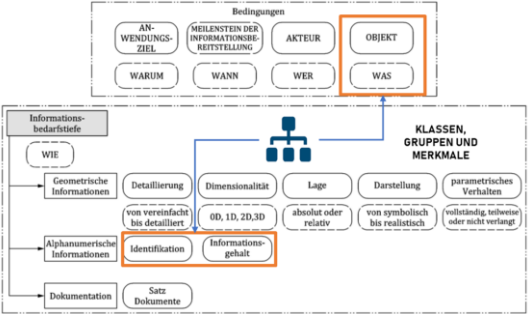 Bedingungen
AN-
WENDUNGS-
ZIEL
MEILENSTEIN DER
INFORMATIONSBE-
REITSTELLUNG
AKTEUR
OBJEKT
WARUM
WANN
WER
WAS
Informations-
bedarfstiefe
WIE
KLASSEN,
GRUPPEN UND
MERKMALE
Geometrische
Informationen
Detaillierung
Dimensionalität
Lage
Darstellung
parametrisches
Verhalten
von vereinfacht
bis detailliert
0D, 1D, 2D,3D
absolut oder
relativ
von symbolisch
bis realistisch
vollständig, teilweise
oder nicht verlangt
Alphanumerische
Informationen
Identifikation
Informations-
gehalt
Dokumentation
Satz
Dokumente